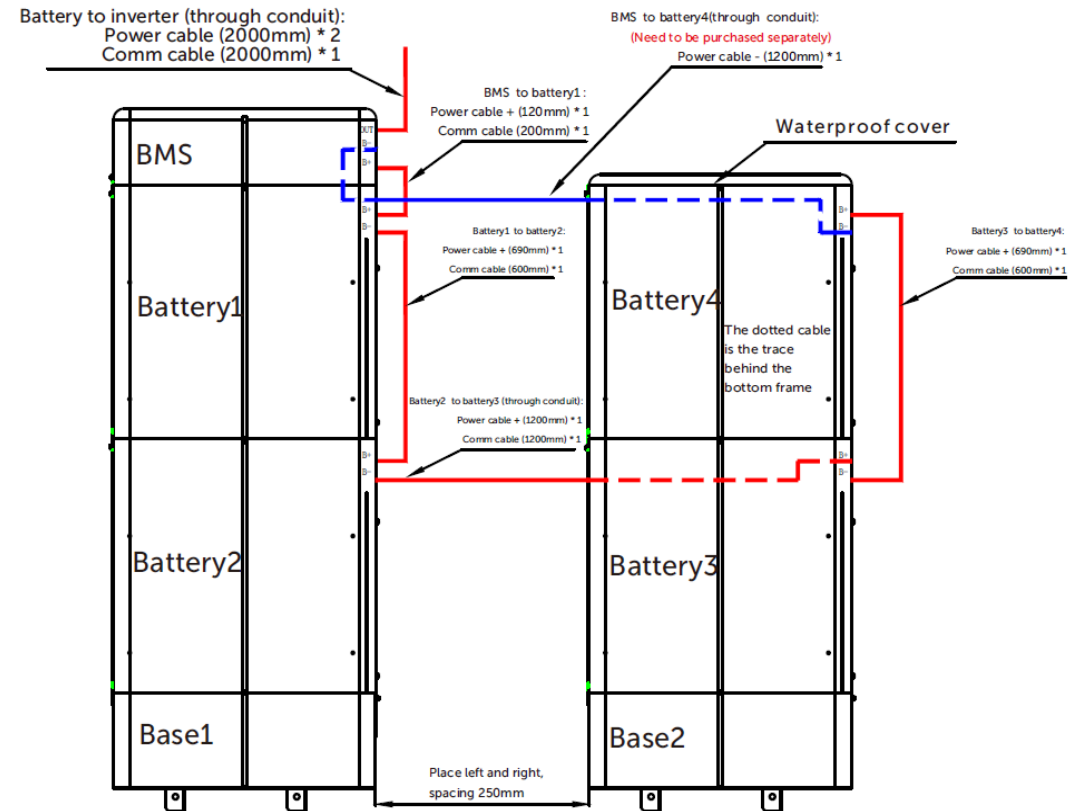 Battery to inverter (through conduit):
Power cable (2000mm) * 2
Comm cable (2000mm) * 1
BMS to battery4(through conduit):
(Need to be purchased separately)
Power cable - (1200mm) * 1
BMS to battery1:
Power cable + (120mm) * 1
Comm cable (200mm) * 1
Waterproof cover
OUT
B-
B+
BMS
B+
B-
B+
B-
Battery1 to battery2:
Power cable + (690mm) * 1
Comm cable (600mm) * 1
Battery3 to battery4:
Power cable + (690mm) * 1
Comm cable (600mm) * 1
Battery1
Battery4
The dotted cable
is the trace
behind the
bottom frame
Battery2 to battery3 (through conduit):
Power cable + (1200mm) * 1
Comm cable (1200mm) * 1
B+
B-
B+
B-
Battery2
Battery3
Base1
Base2
Place left and right,
spacing 250mm